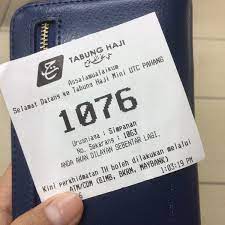 TABUNG HAJI
Assalamualaikum
Selamat Datang ke Tabung Haji Mini UTC PAHANG
1076
Urusniaga : Simpanan
No. Sekarang : 1063
ANDA AKAN DILAYAN SEBENTAR LAGI.
Kini perkhidmatan TH boleh dilakukan melalui
ATM/COM (BIMB, BKRM, MAYBANK)
1:03:19 PM